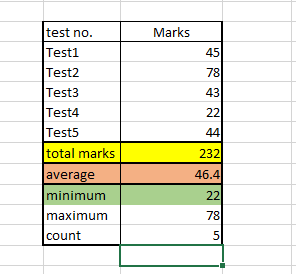 test no. Marks
Test1 45
Test2 78
Test3 43
Test4 22
Test5 44
total marks 232
average 46.4
minimum 22
maximum 78
count 5